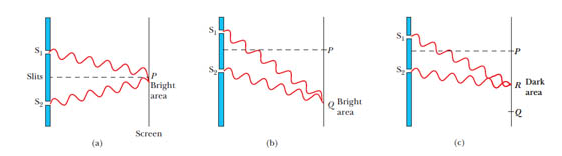 S1
Slits
S2
P
Bright
area
Screen
(a)
S1
S2
P
Q Bright
area
(b)
S1
S2
P
R Dark
area
Q
(c)